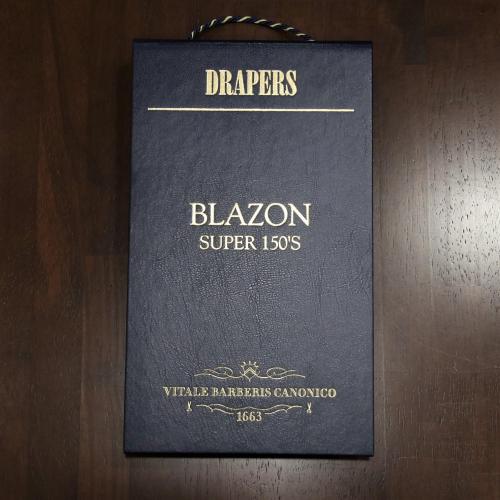 DRAPERS
BLAZON
SUPER 150'S
VITALE BARBERIS CANONICO
1663